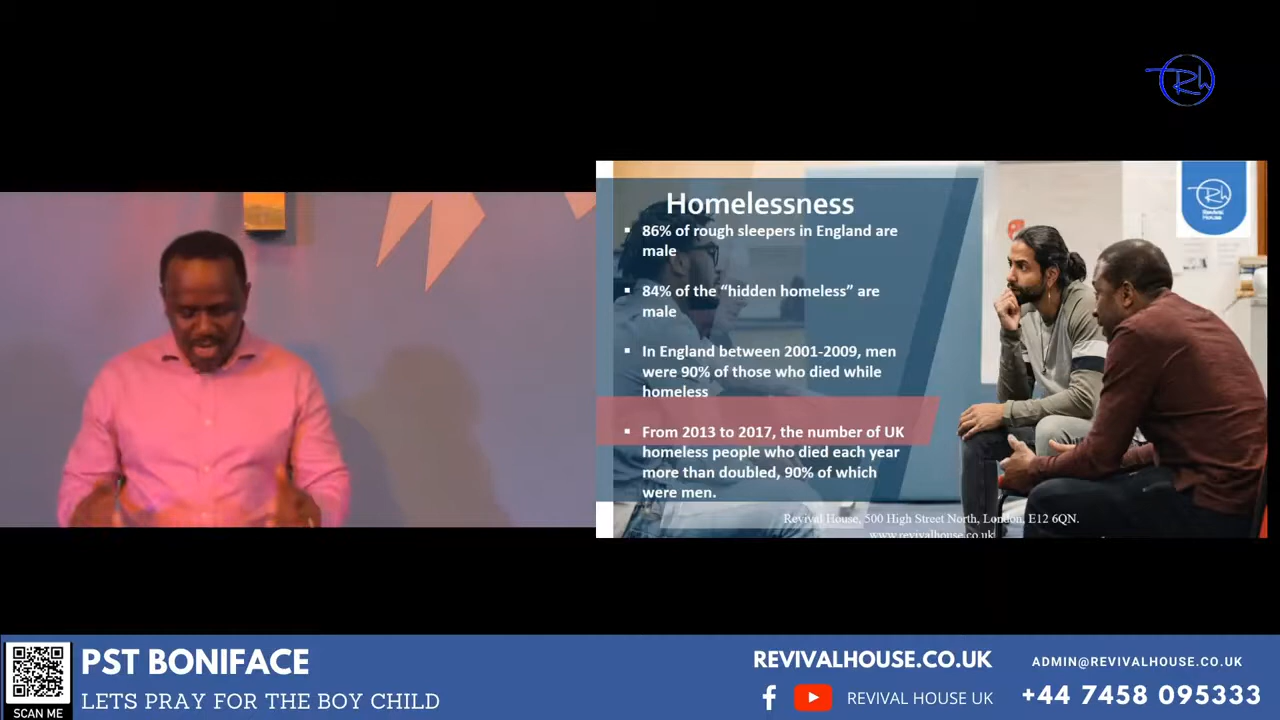 Rh
Homelessness
86% of rough sleepers in England are
male
84% of the “hidden homeless” are
male
In England between 2001-2009, men
were 90% of those who died while
homeless
From 2013 to 2017, the number of UK
homeless people who died each year
more than doubled, 90% of which
were men.
Rh
Revival
House
Revival House, 500 High Street North, London, E12 6QN.
www.revivalhouse.co.uk
SCAN ME
PST BONIFACE
LETS PRAY FOR THE BOY CHILD
REVIVALHOUSE.CO.UK
REVIVAL HOUSE UK
ADMIN@REVIVALHOUSE.CO.UK
+44 7458 095333